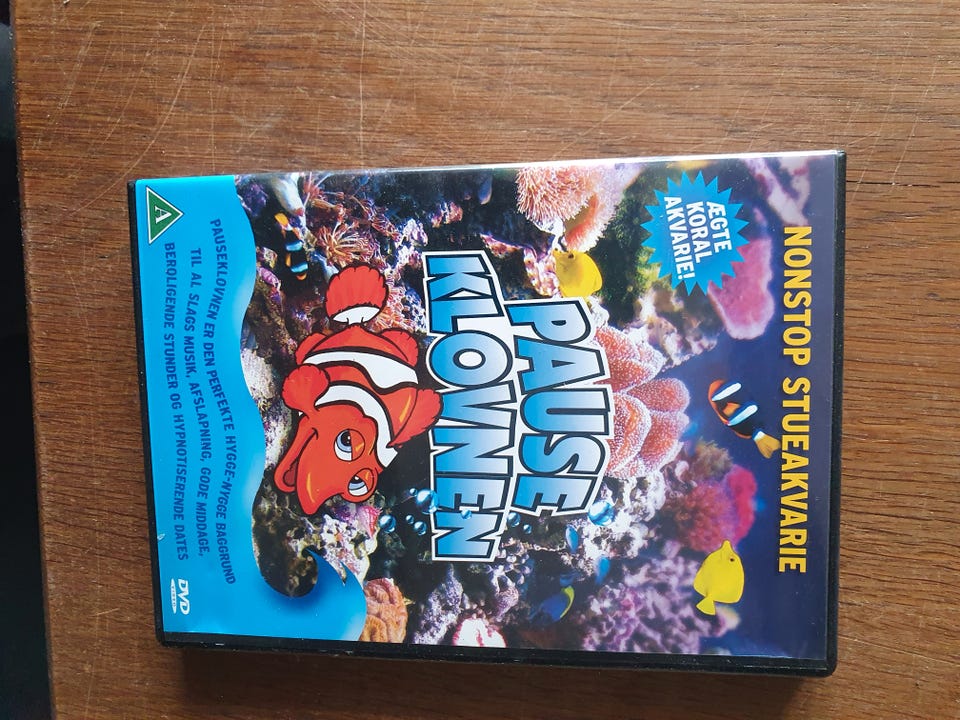 NONSTOP STUEAKVARIE
ÆGTE
KORAL
AKVARIE!
PAUSE
KLOVNEN
PAUSEKLOVNEN ER DEN PERFEKTE HYGGE-NYGGE BAGGRUND
TIL AL SLAGS MUSIK, AFSLAPNING, GODE MIDDAGE,
BEROLIGENDE STUNDER OG HYPNOTISERENDE DATES
A
DVD
VIDEO